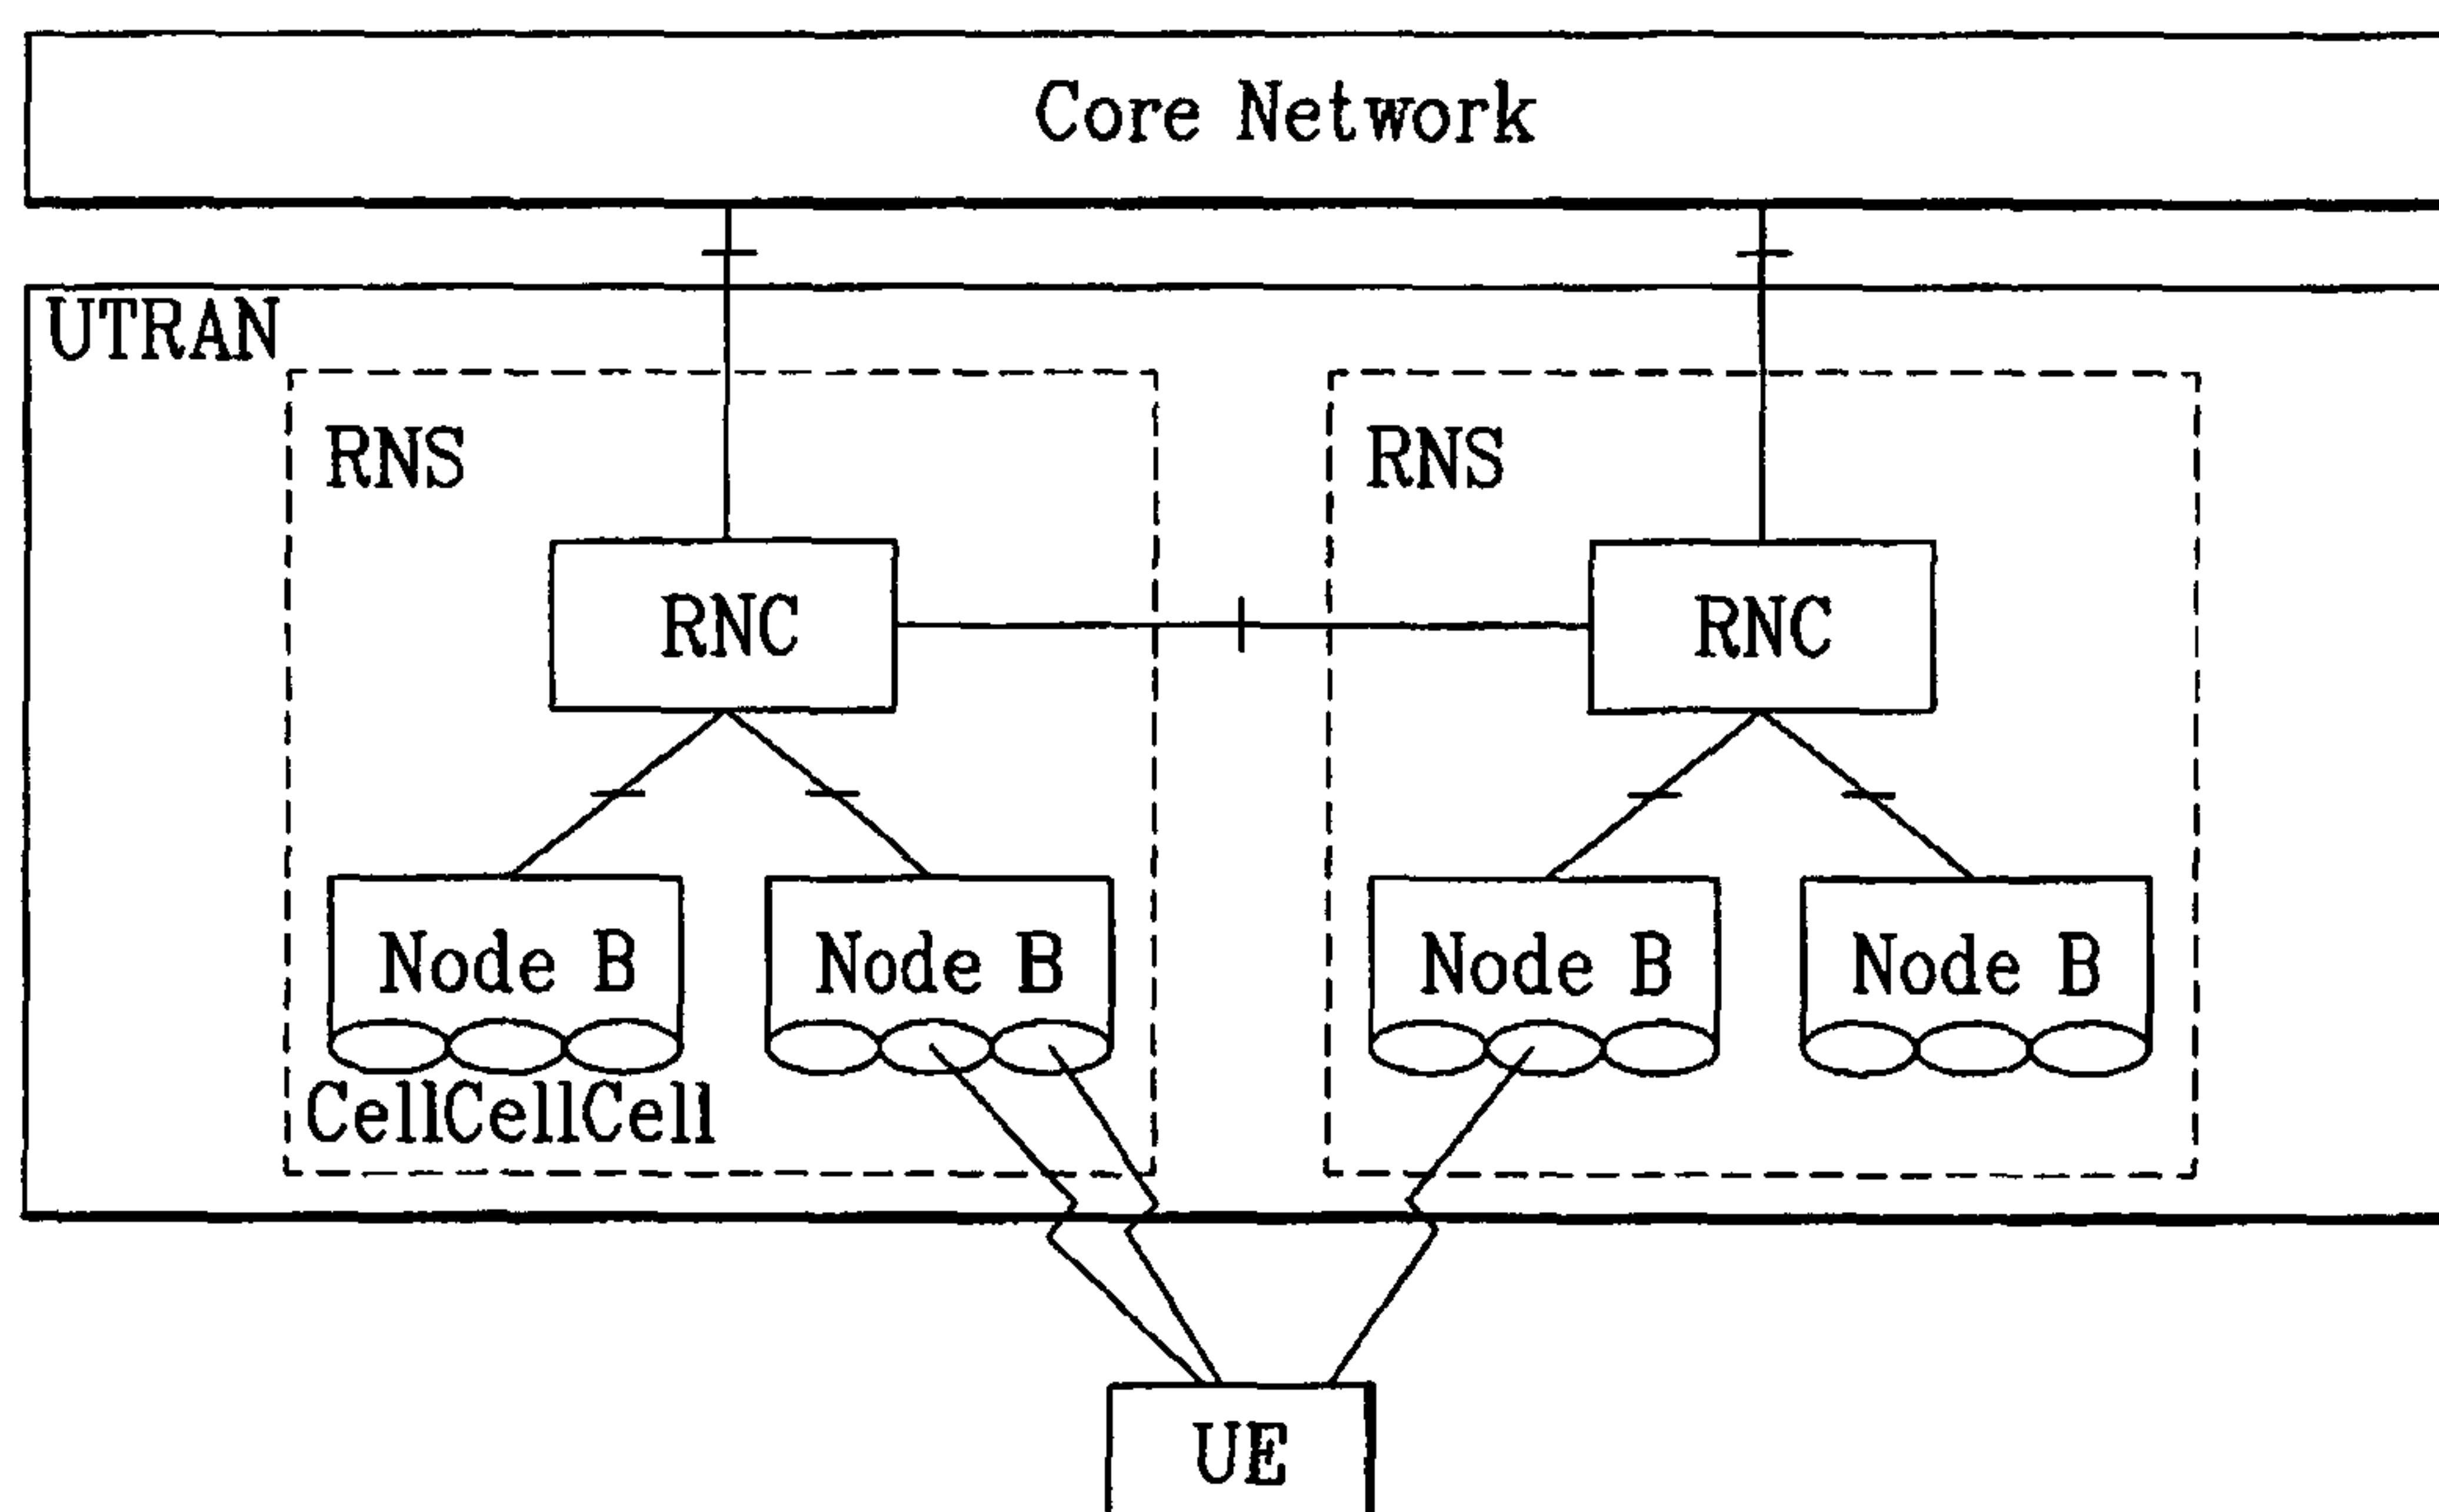 Core Network
UTRAN
RNS RNS
RNC RNC
Node B Node B Node B Node B
CellCellCell
UE